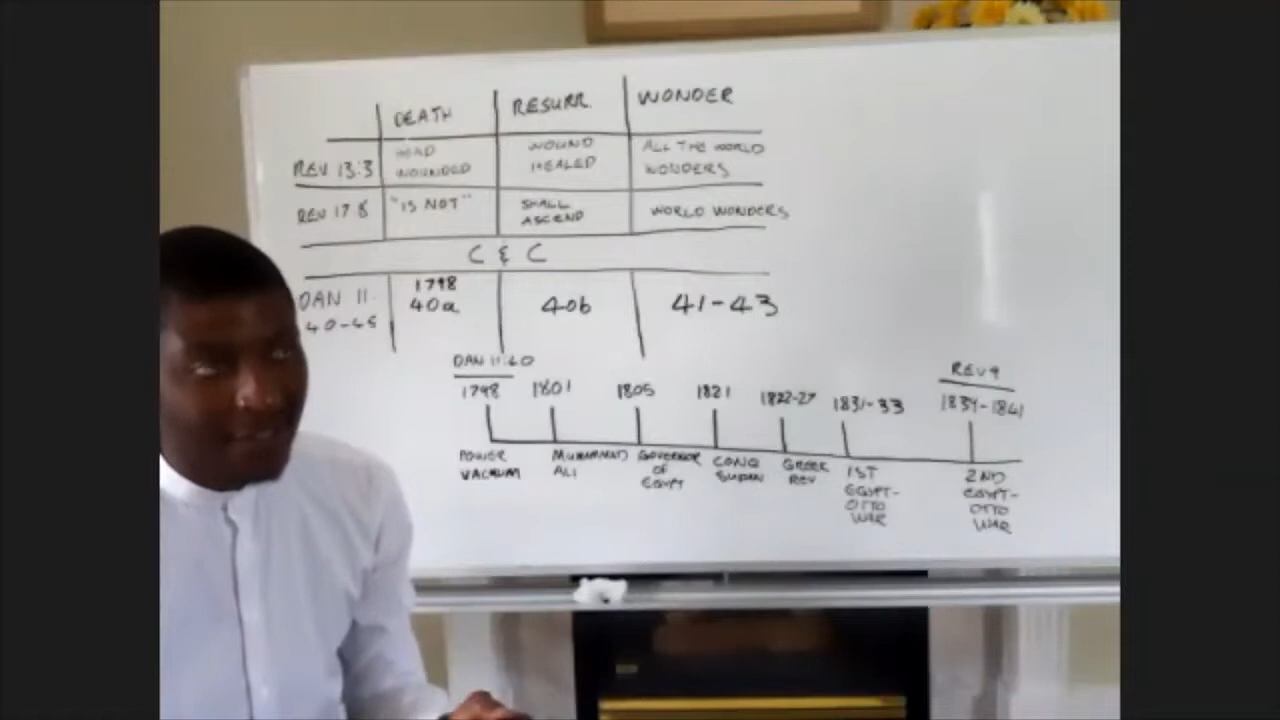 DEATH RESURR. WONDER
REV 13:3 HEAD WOUNDED WOUND HEALED ALL THE WORLD WONDERS
REV 17 8 "IS NOT" SHALL ASCEND WORLD WONDERS
C & C
DAN 11 40-45 1798 40a 40b 41-43
DAN 11:40 REV 9
1798 1801 1805 1821 1822-27 1831-33 1839-1841
POWER VACUUM MUHAMMAD ALI GOVERNOR OF EGYPT CONQ SUDAN GREEK REV 1ST EGYPT-OTTO WAR 2ND EGYPT-OTTO WAR